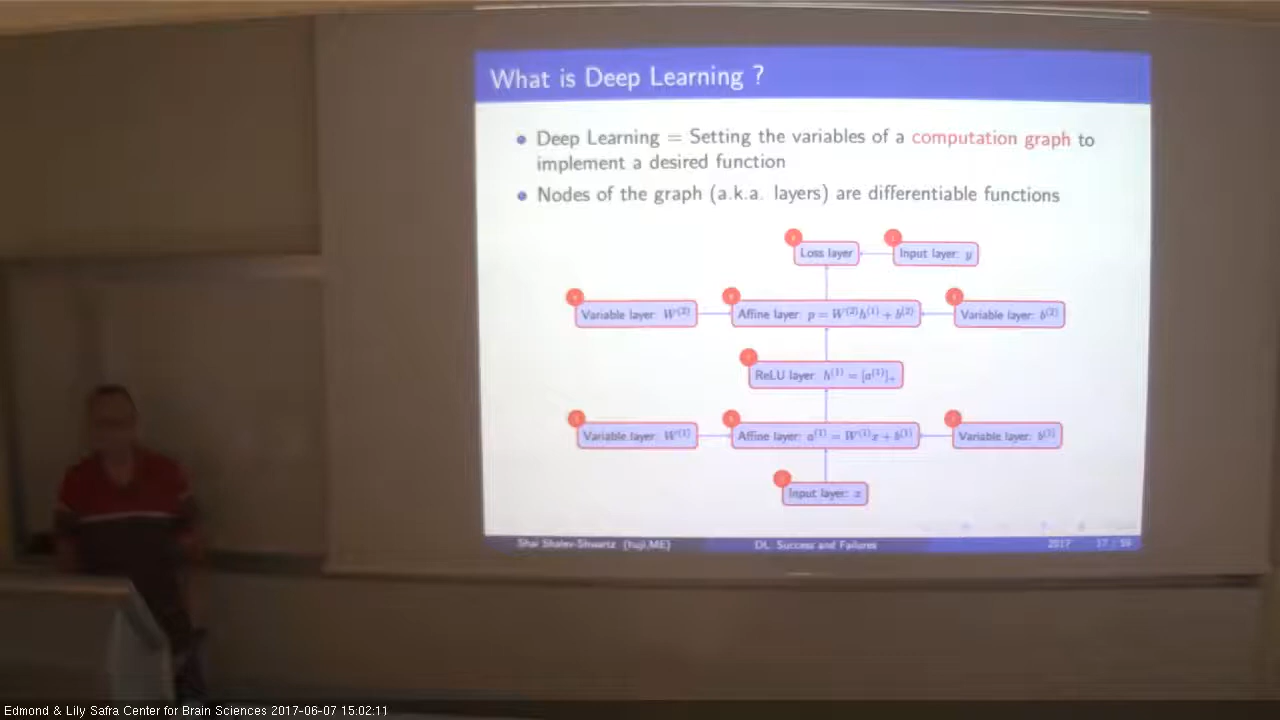 What is Deep Learning ?
Deep Learning = Setting the variables of a computation graph to
implement a desired function
Nodes of the graph (a.k.a. layers) are differentiable functions
Loss layer
Input layer: y
Variable layer: W^(2)
Affine layer: p = W^(2)h^(1) + b^(2)
Variable layer: b^(2)
ReLU layer: h^(1) = [a^(1)]_+
Variable layer: W^(1)
Affine layer: a^(1) = W^(1)x + b^(1)
Variable layer: b^(1)
Input layer: x
Shai Shalev-Shwartz (huji,ME)
DL: Success and Failures
2017
Edmond & Lily Safra Center for Brain Sciences 2017-06-07 15:02:11